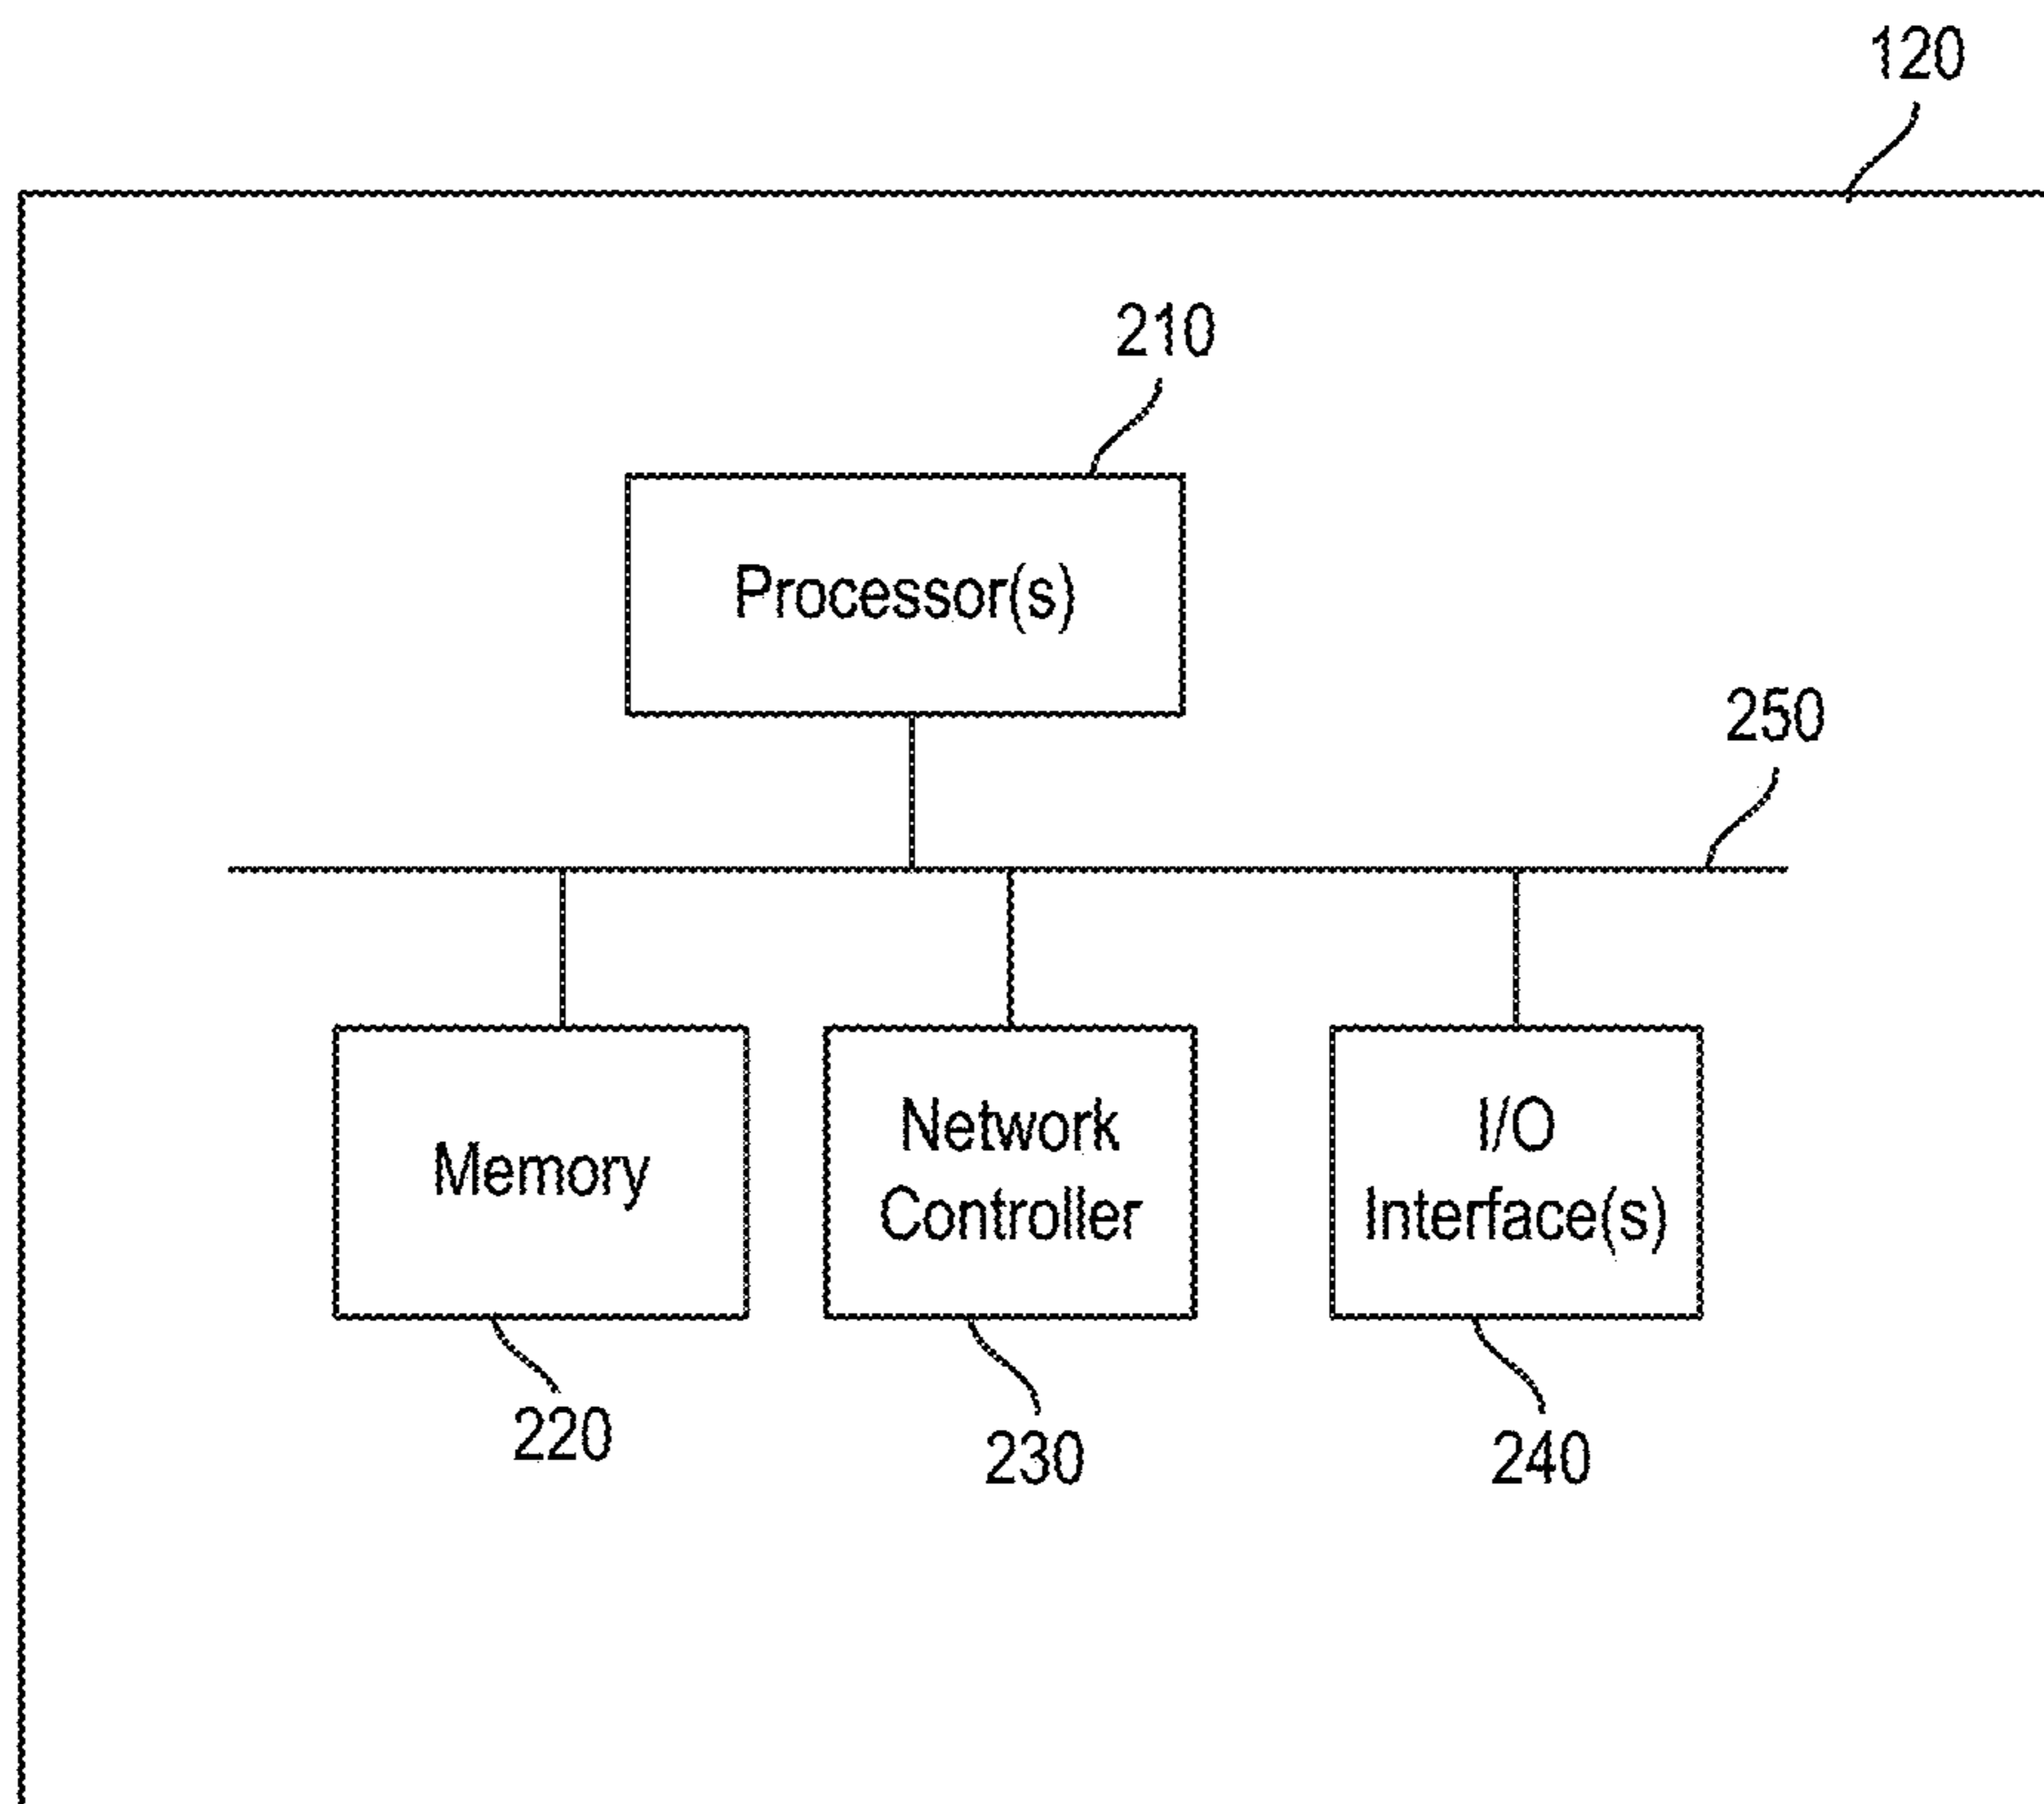 120
210
Processor(s)
250
Memory
Network
Controller
I/O
Interface(s)
220
230
240